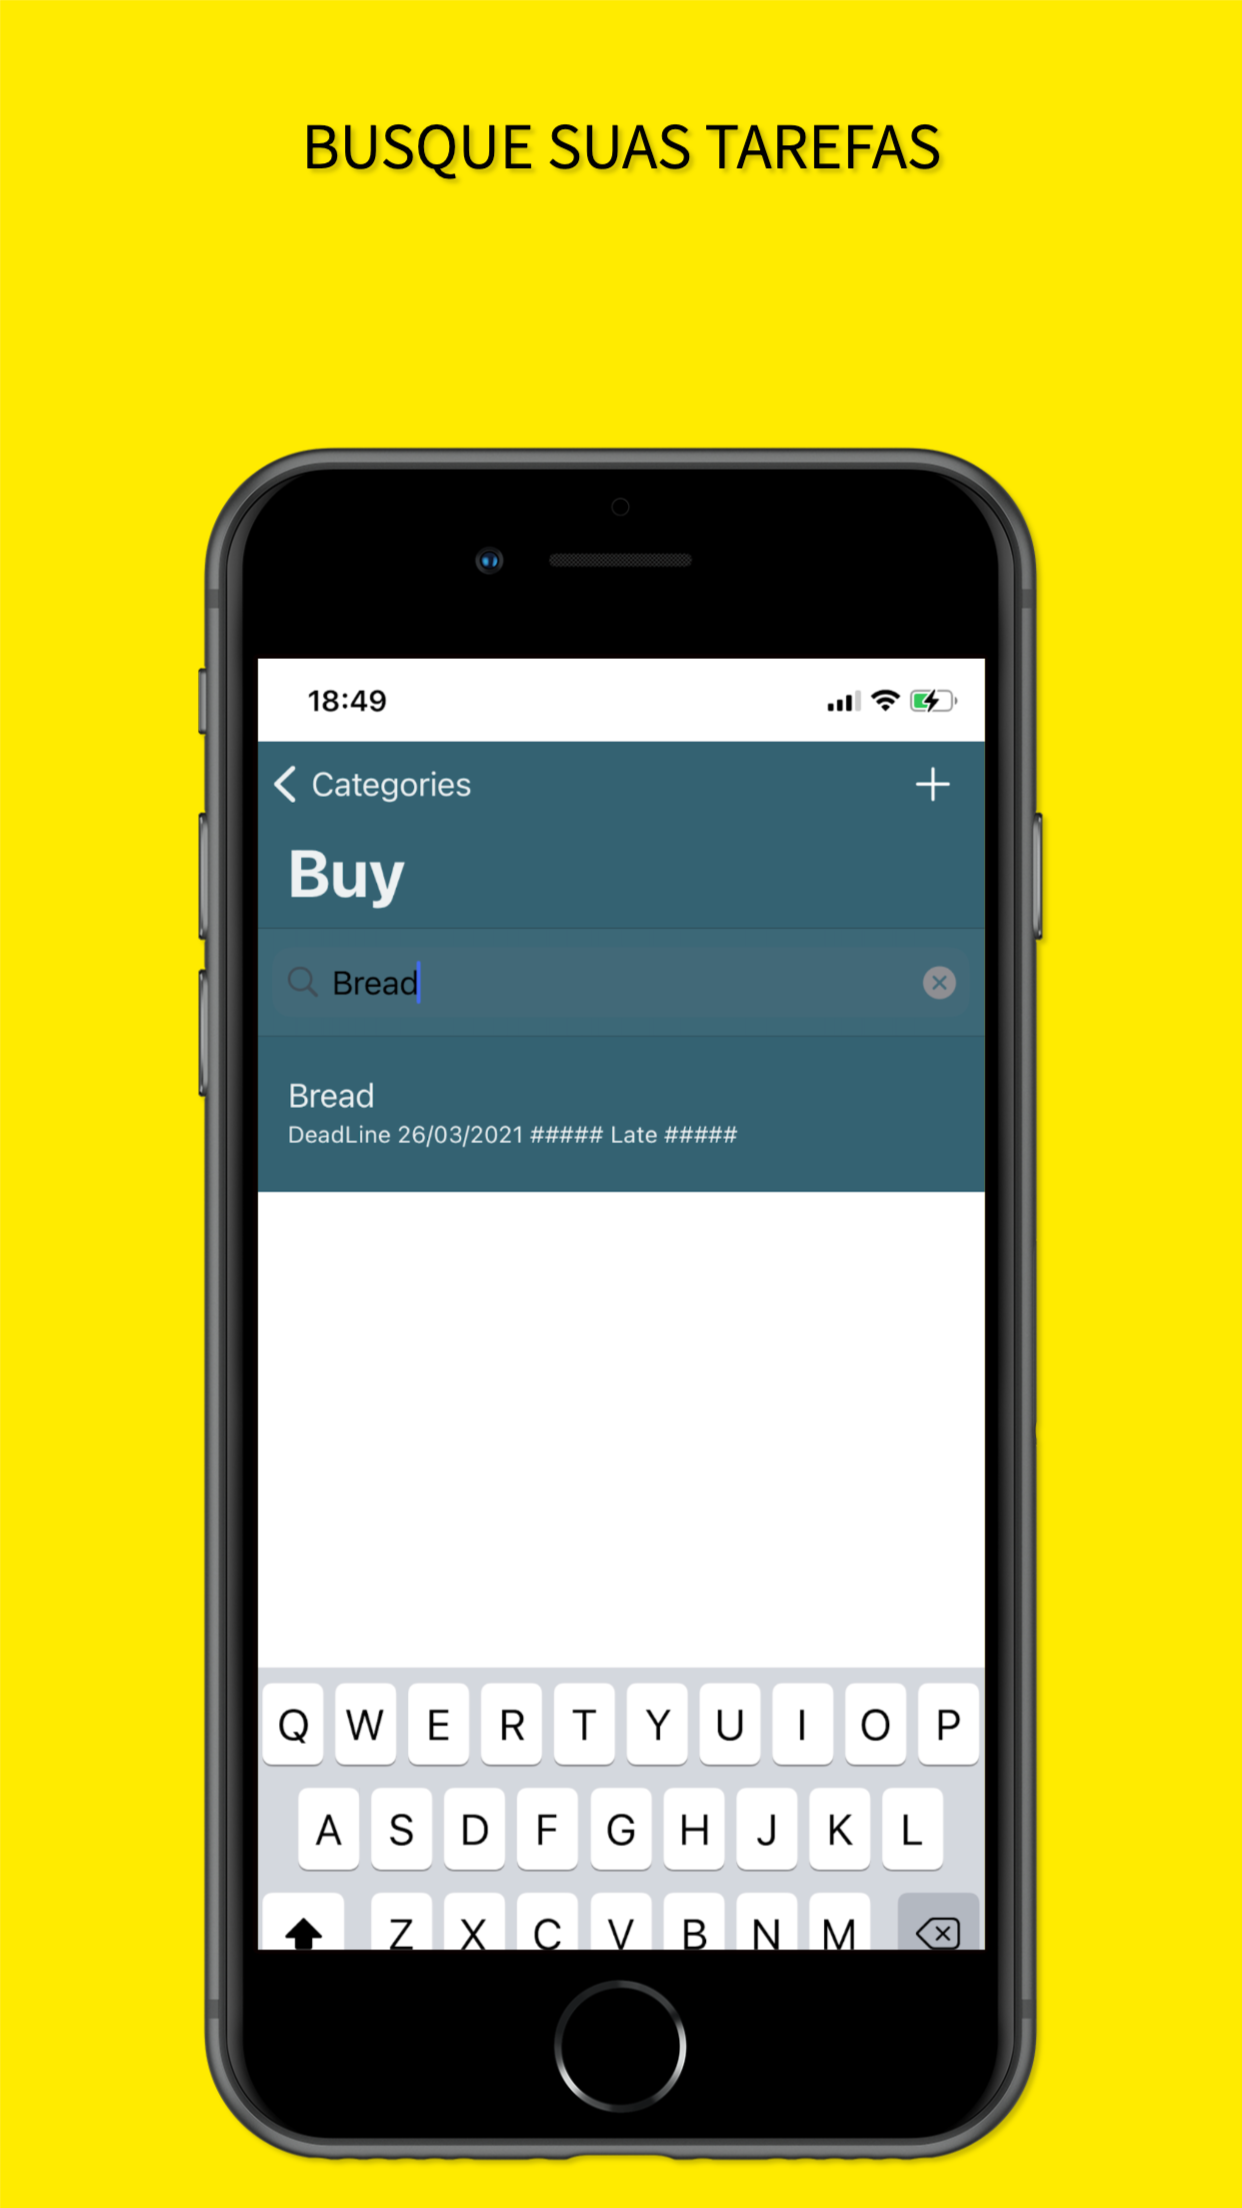 BUSQUE SUAS TAREFAS
18:49
Categories
Buy
Bread
Bread
DeadLine 26/03/2021 ##### Late #####
Q W E R T Y U I O P
A S D F G H J K L
Z X C V B N M